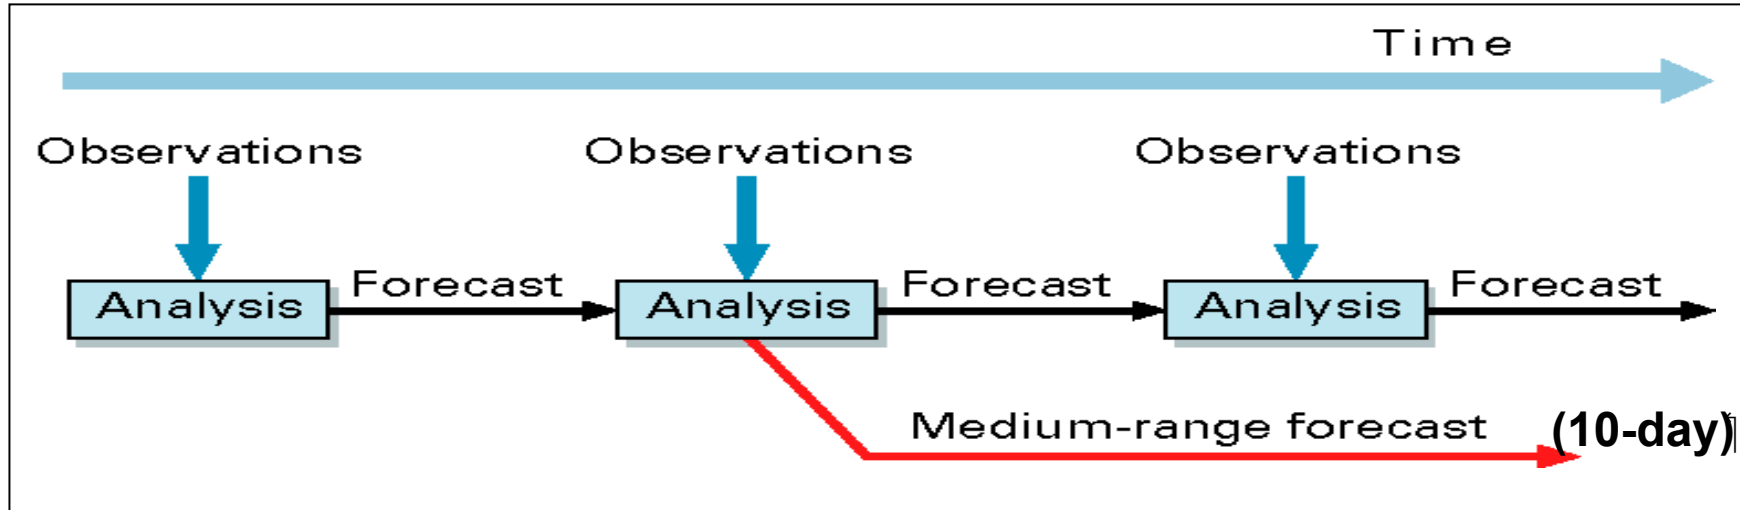 Time
Observations Observations Observations
Analysis Forecast Analysis Forecast Analysis Forecast
Medium-range forecast (10-day)